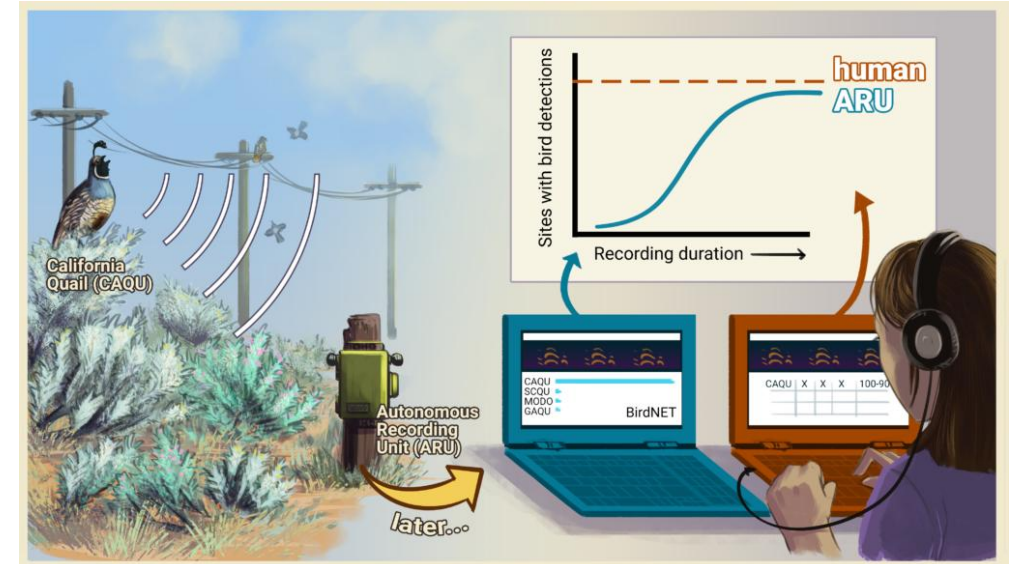 California
Quail (CAQU)
Autonomous
Recording
Unit (ARU)
later...
Sites with bird detections
Recording duration
human
ARU
CAQU
SCQU
MODO
GAQU
BirdNET
CAQU X X X 100-90